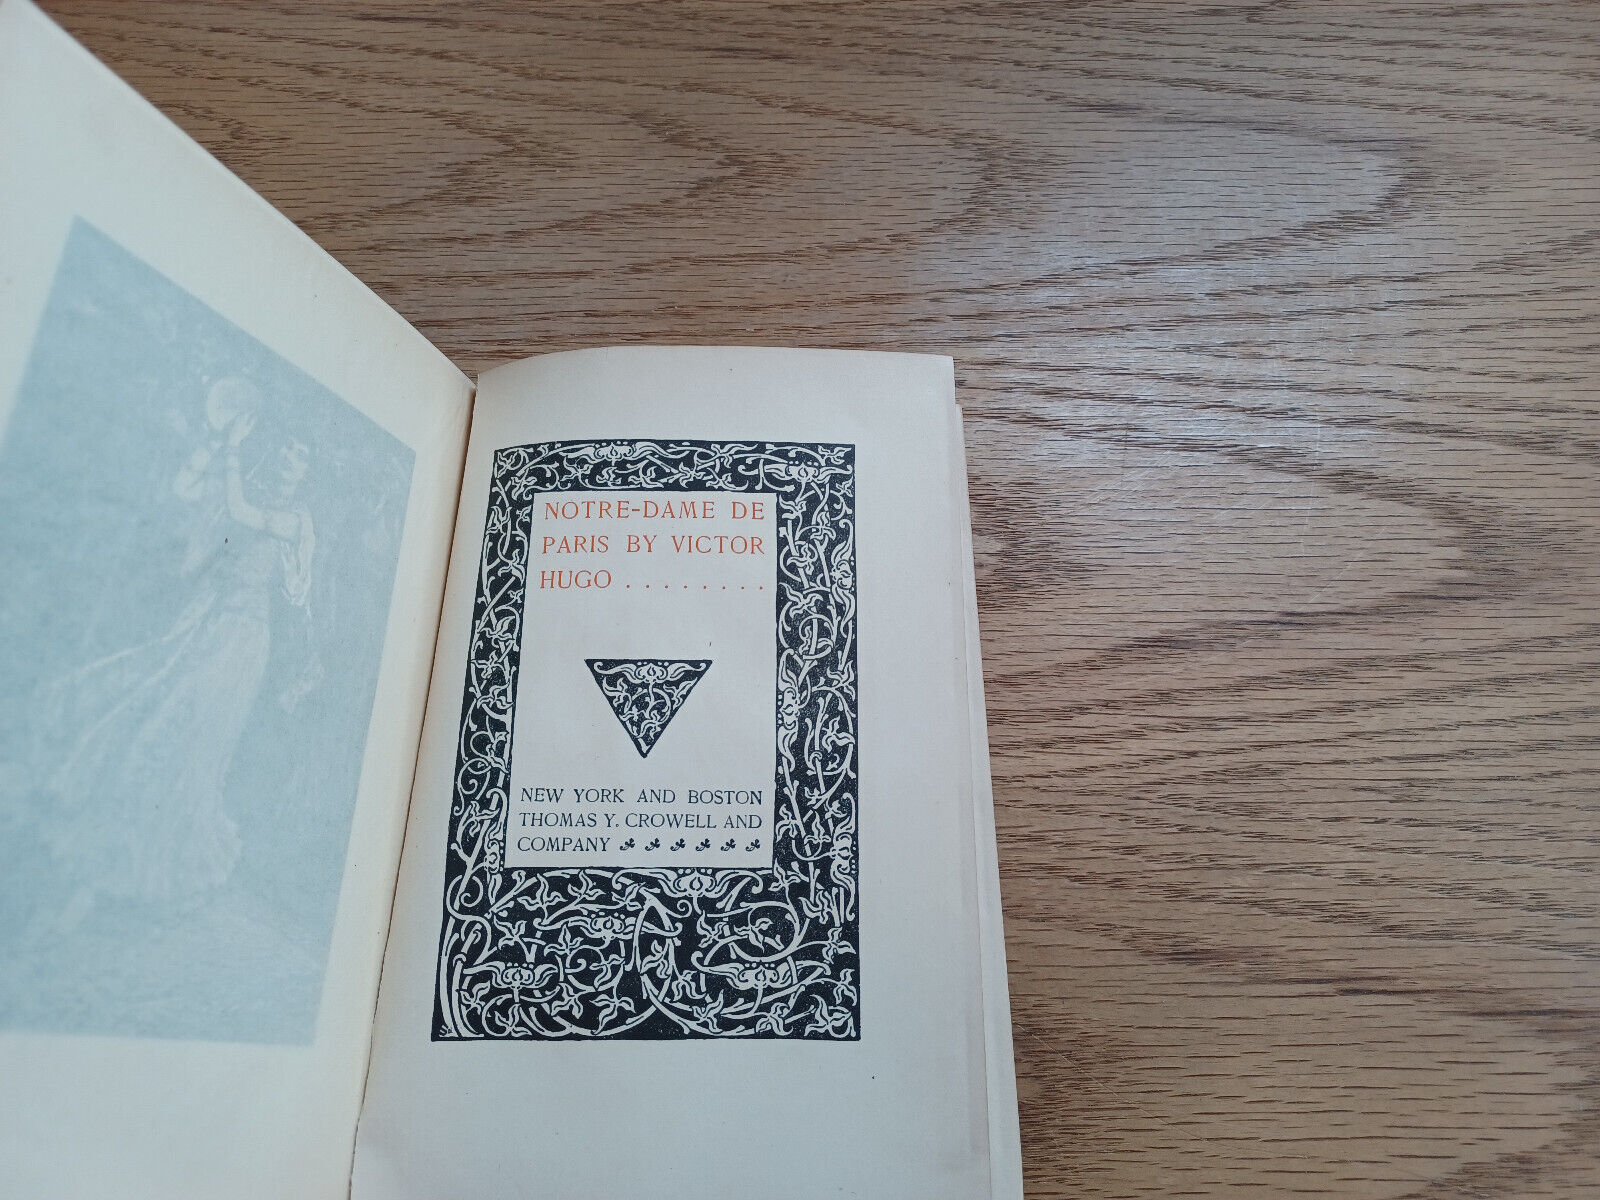 NOTRE-DAME DE
PARIS BY VICTOR
HUGO ........
NEW YORK AND BOSTON
THOMAS Y. CROWELL AND
COMPANY